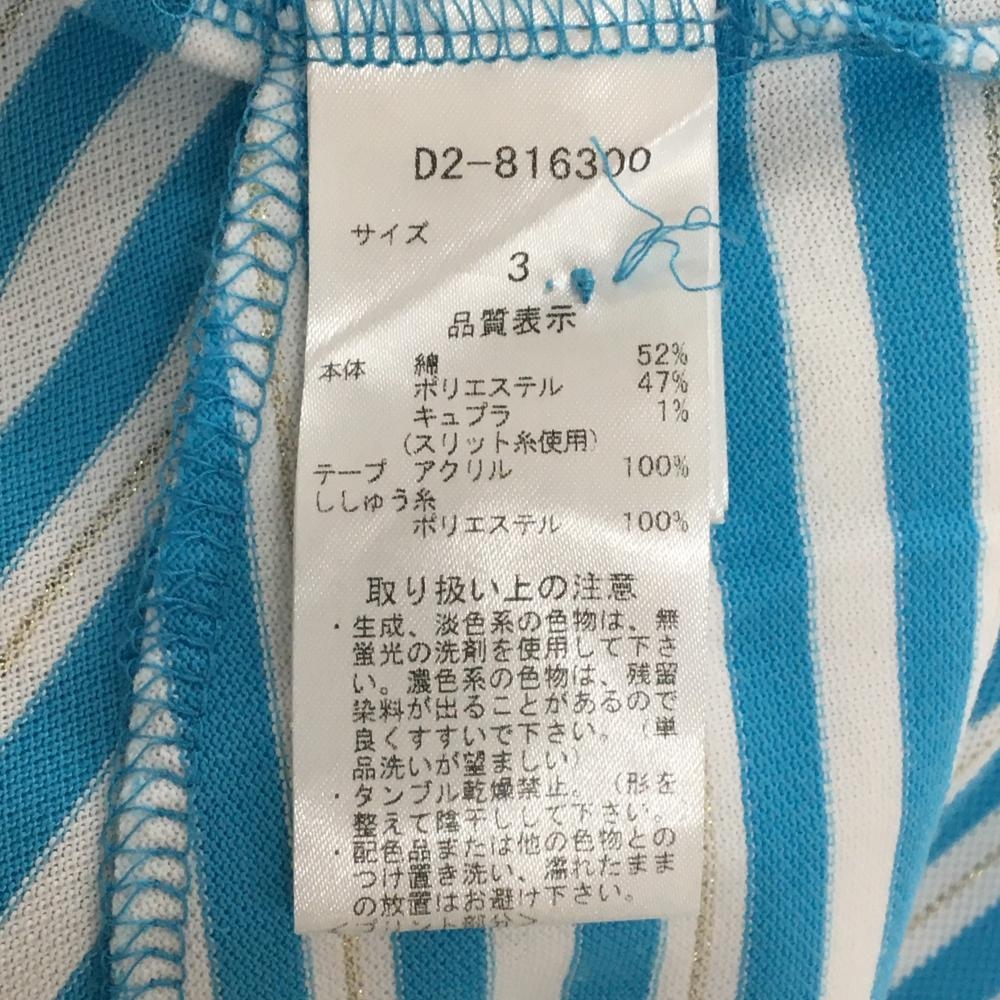 D2-816300
サイズ
3
品質表示
本体 綿 52%
ポリエステル 47%
キュプラ 1%
(スリット糸使用)
テープ アクリル 100%
ししゅう糸
ポリエステル 100%
取り扱い上の注意
・生成、淡色系の色物は、無
蛍光の洗剤を使用して下さ
い。濃色系の色物は、残留
染料が出ることがあるので
良くすすいで下さい。(単
品洗いが望ましい)
・タンブル乾燥禁止。(形を
整えて陰干しして下さい。
・配色品または他の色物との
つけ置き洗い、濡れたまま
の放置はお避け下さい。
<プリント部分>